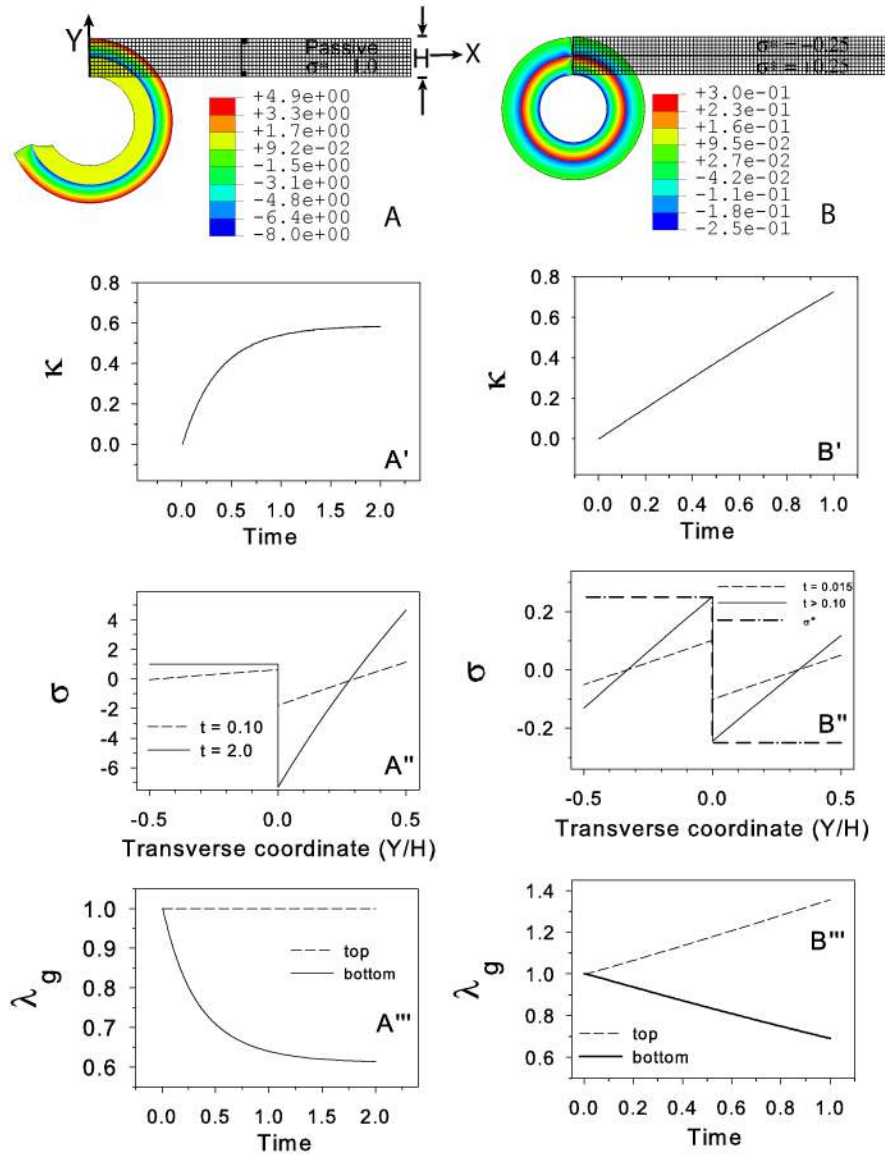 Y
Passive
H
X
σ* = -0.25
σ* = +0.25
+4.9e+00
+3.3e+00
+1.7e+00
+9.2e-02
-1.5e+00
-3.1e+00
-4.8e+00
-6.4e+00
-8.0e+00
A
+3.0e-01
+2.3e-01
+1.6e-01
+9.5e-02
+2.7e-02
-4.2e-02
-1.1e-01
-1.8e-01
-2.5e-01
B
0.8
0.6
0.4
0.2
0.0
κ
A'
0.0 0.5 1.0 1.5 2.0
Time
0.8
0.6
0.4
0.2
0.0
κ
B'
0.0 0.2 0.4 0.6 0.8 1.0
Time
4
2
0
-2
-4
-6
σ
t = 0.10
t = 2.0
A"
-0.5 0.0 0.5
Transverse coordinate (Y/H)
0.2
0.0
-0.2
σ
t = 0.015
t > 0.10
σ*
B"
-0.5 0.0 0.5
Transverse coordinate (Y/H)
1.0
0.9
0.8
0.7
0.6
λg
top
bottom
A'''
0.0 0.5 1.0 1.5 2.0
Time
1.4
1.2
1.0
0.8
0.6
λg
B'''
top
bottom
0.0 0.2 0.4 0.6 0.8 1.0
Time